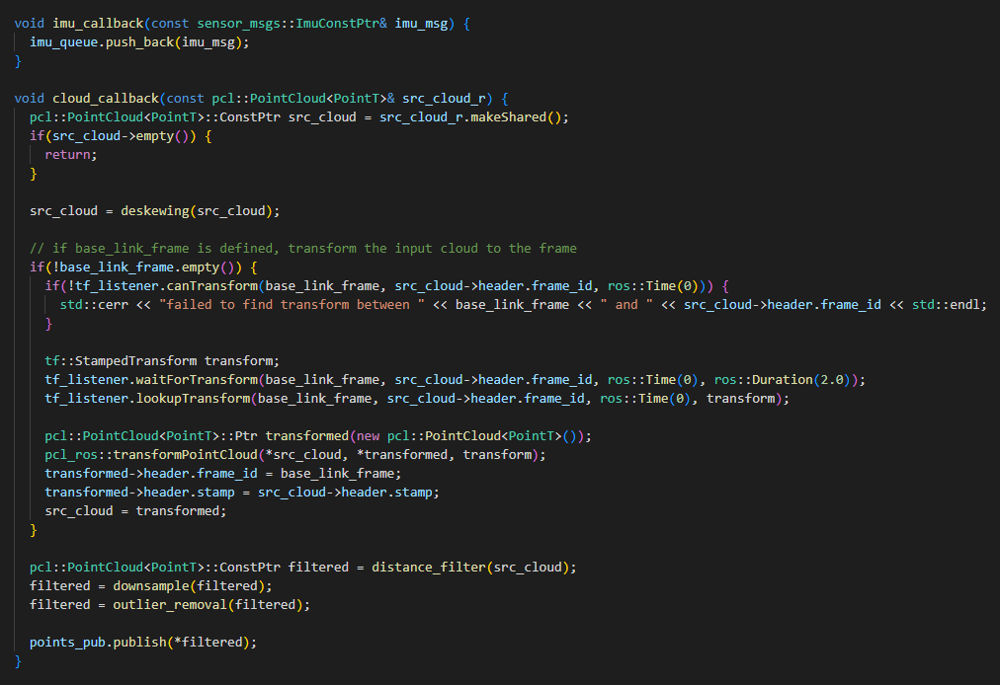 void imu_callback(const sensor_msgs::ImuConstPtr& imu_msg) {
  imu_queue.push_back(imu_msg);
}

void cloud_callback(const pcl::PointCloud<PointT>& src_cloud_r) {
  pcl::PointCloud<PointT>::ConstPtr src_cloud = src_cloud_r.makeShared();
  if(src_cloud->empty()) {
    return;
  }

  src_cloud = deskewing(src_cloud);

  // if base_link_frame is defined, transform the input cloud to the frame
  if(!base_link_frame.empty()) {
    if(!tf_listener.canTransform(base_link_frame, src_cloud->header.frame_id, ros::Time(0))) {
      std::cerr << "failed to find transform between " << base_link_frame << " and " << src_cloud->header.frame_id << std::endl;
    }

    tf::StampedTransform transform;
    tf_listener.waitForTransform(base_link_frame, src_cloud->header.frame_id, ros::Time(0), ros::Duration(2.0));
    tf_listener.lookupTransform(base_link_frame, src_cloud->header.frame_id, ros::Time(0), transform);

    pcl::PointCloud<PointT>::Ptr transformed(new pcl::PointCloud<PointT>());
    pcl_ros::transformPointCloud(*src_cloud, *transformed, transform);
    transformed->header.frame_id = base_link_frame;
    transformed->header.stamp = src_cloud->header.stamp;
    src_cloud = transformed;
  }

  pcl::PointCloud<PointT>::ConstPtr filtered = distance_filter(src_cloud);
  filtered = downsample(filtered);
  filtered = outlier_removal(filtered);

  points_pub.publish(*filtered);
}